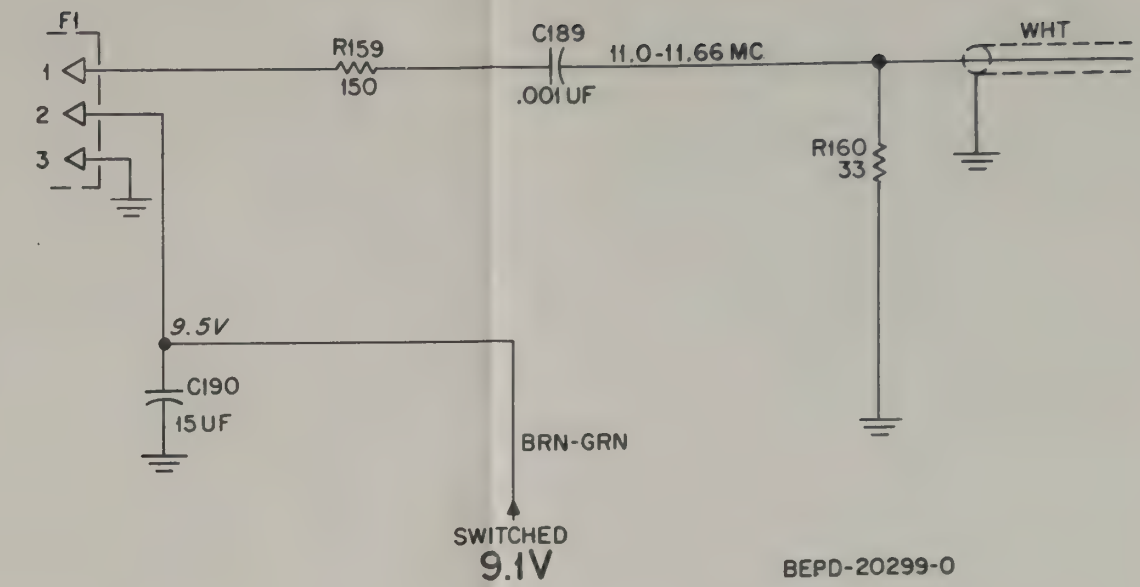 F1
1
2
3
R159
150
C189
.001UF
11.0-11.66 MC
WHT
R160
33
9.5V
C190
15UF
BRN-GRN
SWITCHED
9.1V
BEPD-20299-0